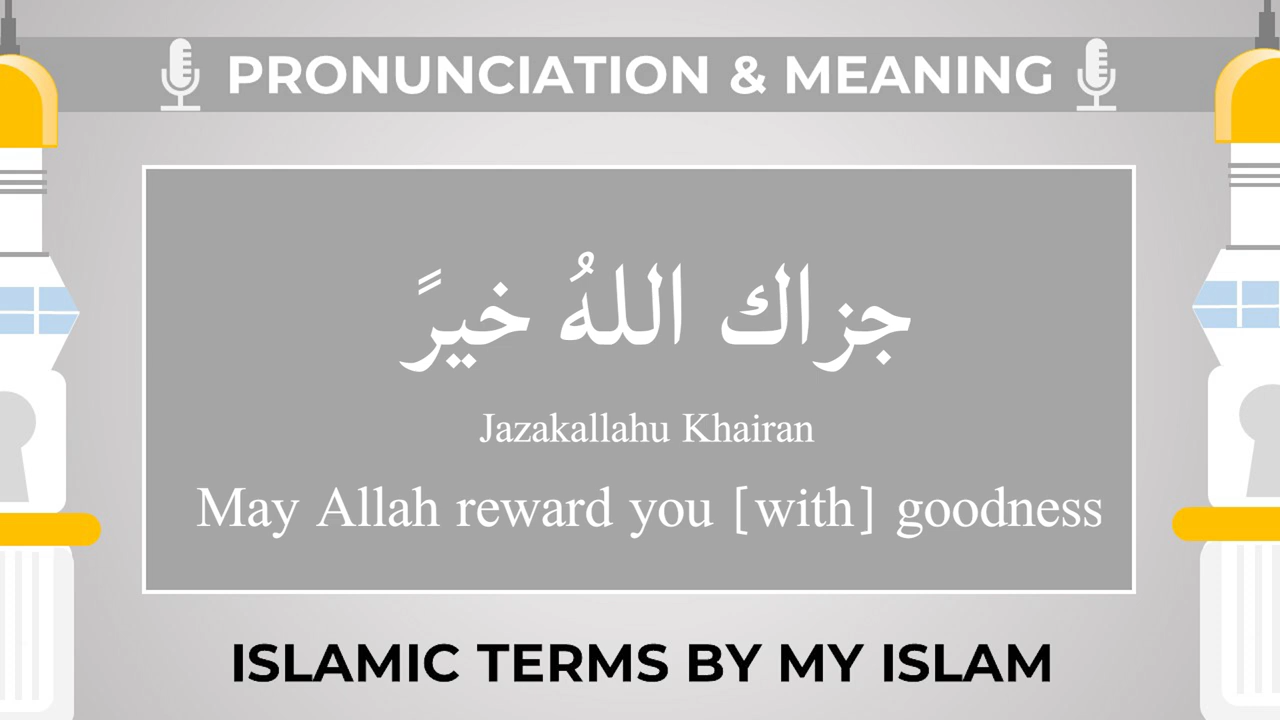 PRONUNCIATION & MEANING
جزاك اللهُ خيرً
Jazakallahu Khairan
May Allah reward you [with] goodness
ISLAMIC TERMS BY MY ISLAM